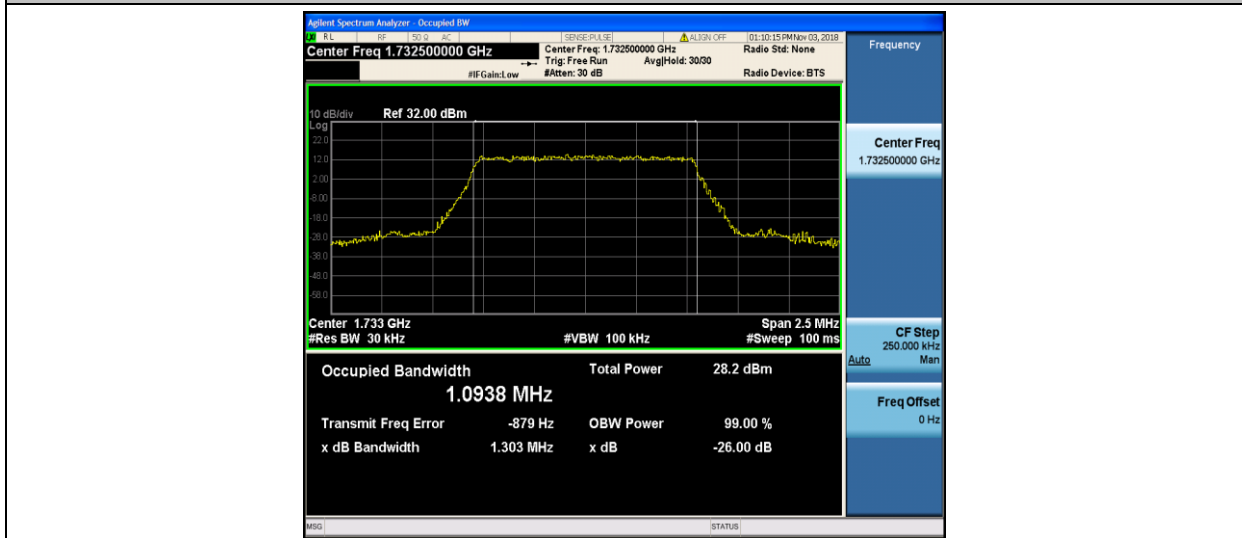 Agilent Spectrum Analyzer - Occupied BW
RL RF 50 Ω AC SENSE:PULSE ALIGN OFF 01:10:15 PM Nov 03, 2018
Center Freq 1.732500000 GHz
Center Freq: 1.732500000 GHz
Radio Std: None
Trig: Free Run Avg|Hold: 30/30
#IFGain:Low
#Atten: 30 dB
Radio Device: BTS
10 dB/div Ref 32.00 dBm
Log
22.0
12.0
2.00
-8.00
-18.0
-28.0
-38.0
-48.0
-58.0
Center 1.733 GHz
Span 2.5 MHz
#Res BW 30 kHz
#VBW 100 kHz
#Sweep 100 ms
Occupied Bandwidth
Total Power 28.2 dBm
1.0938 MHz
Transmit Freq Error -879 Hz
OBW Power 99.00 %
x dB Bandwidth 1.303 MHz
x dB -26.00 dB
MSG
STATUS
Frequency
Center Freq
1.732500000 GHz
CF Step
250.000 kHz
Auto Man
Freq Offset
0 Hz